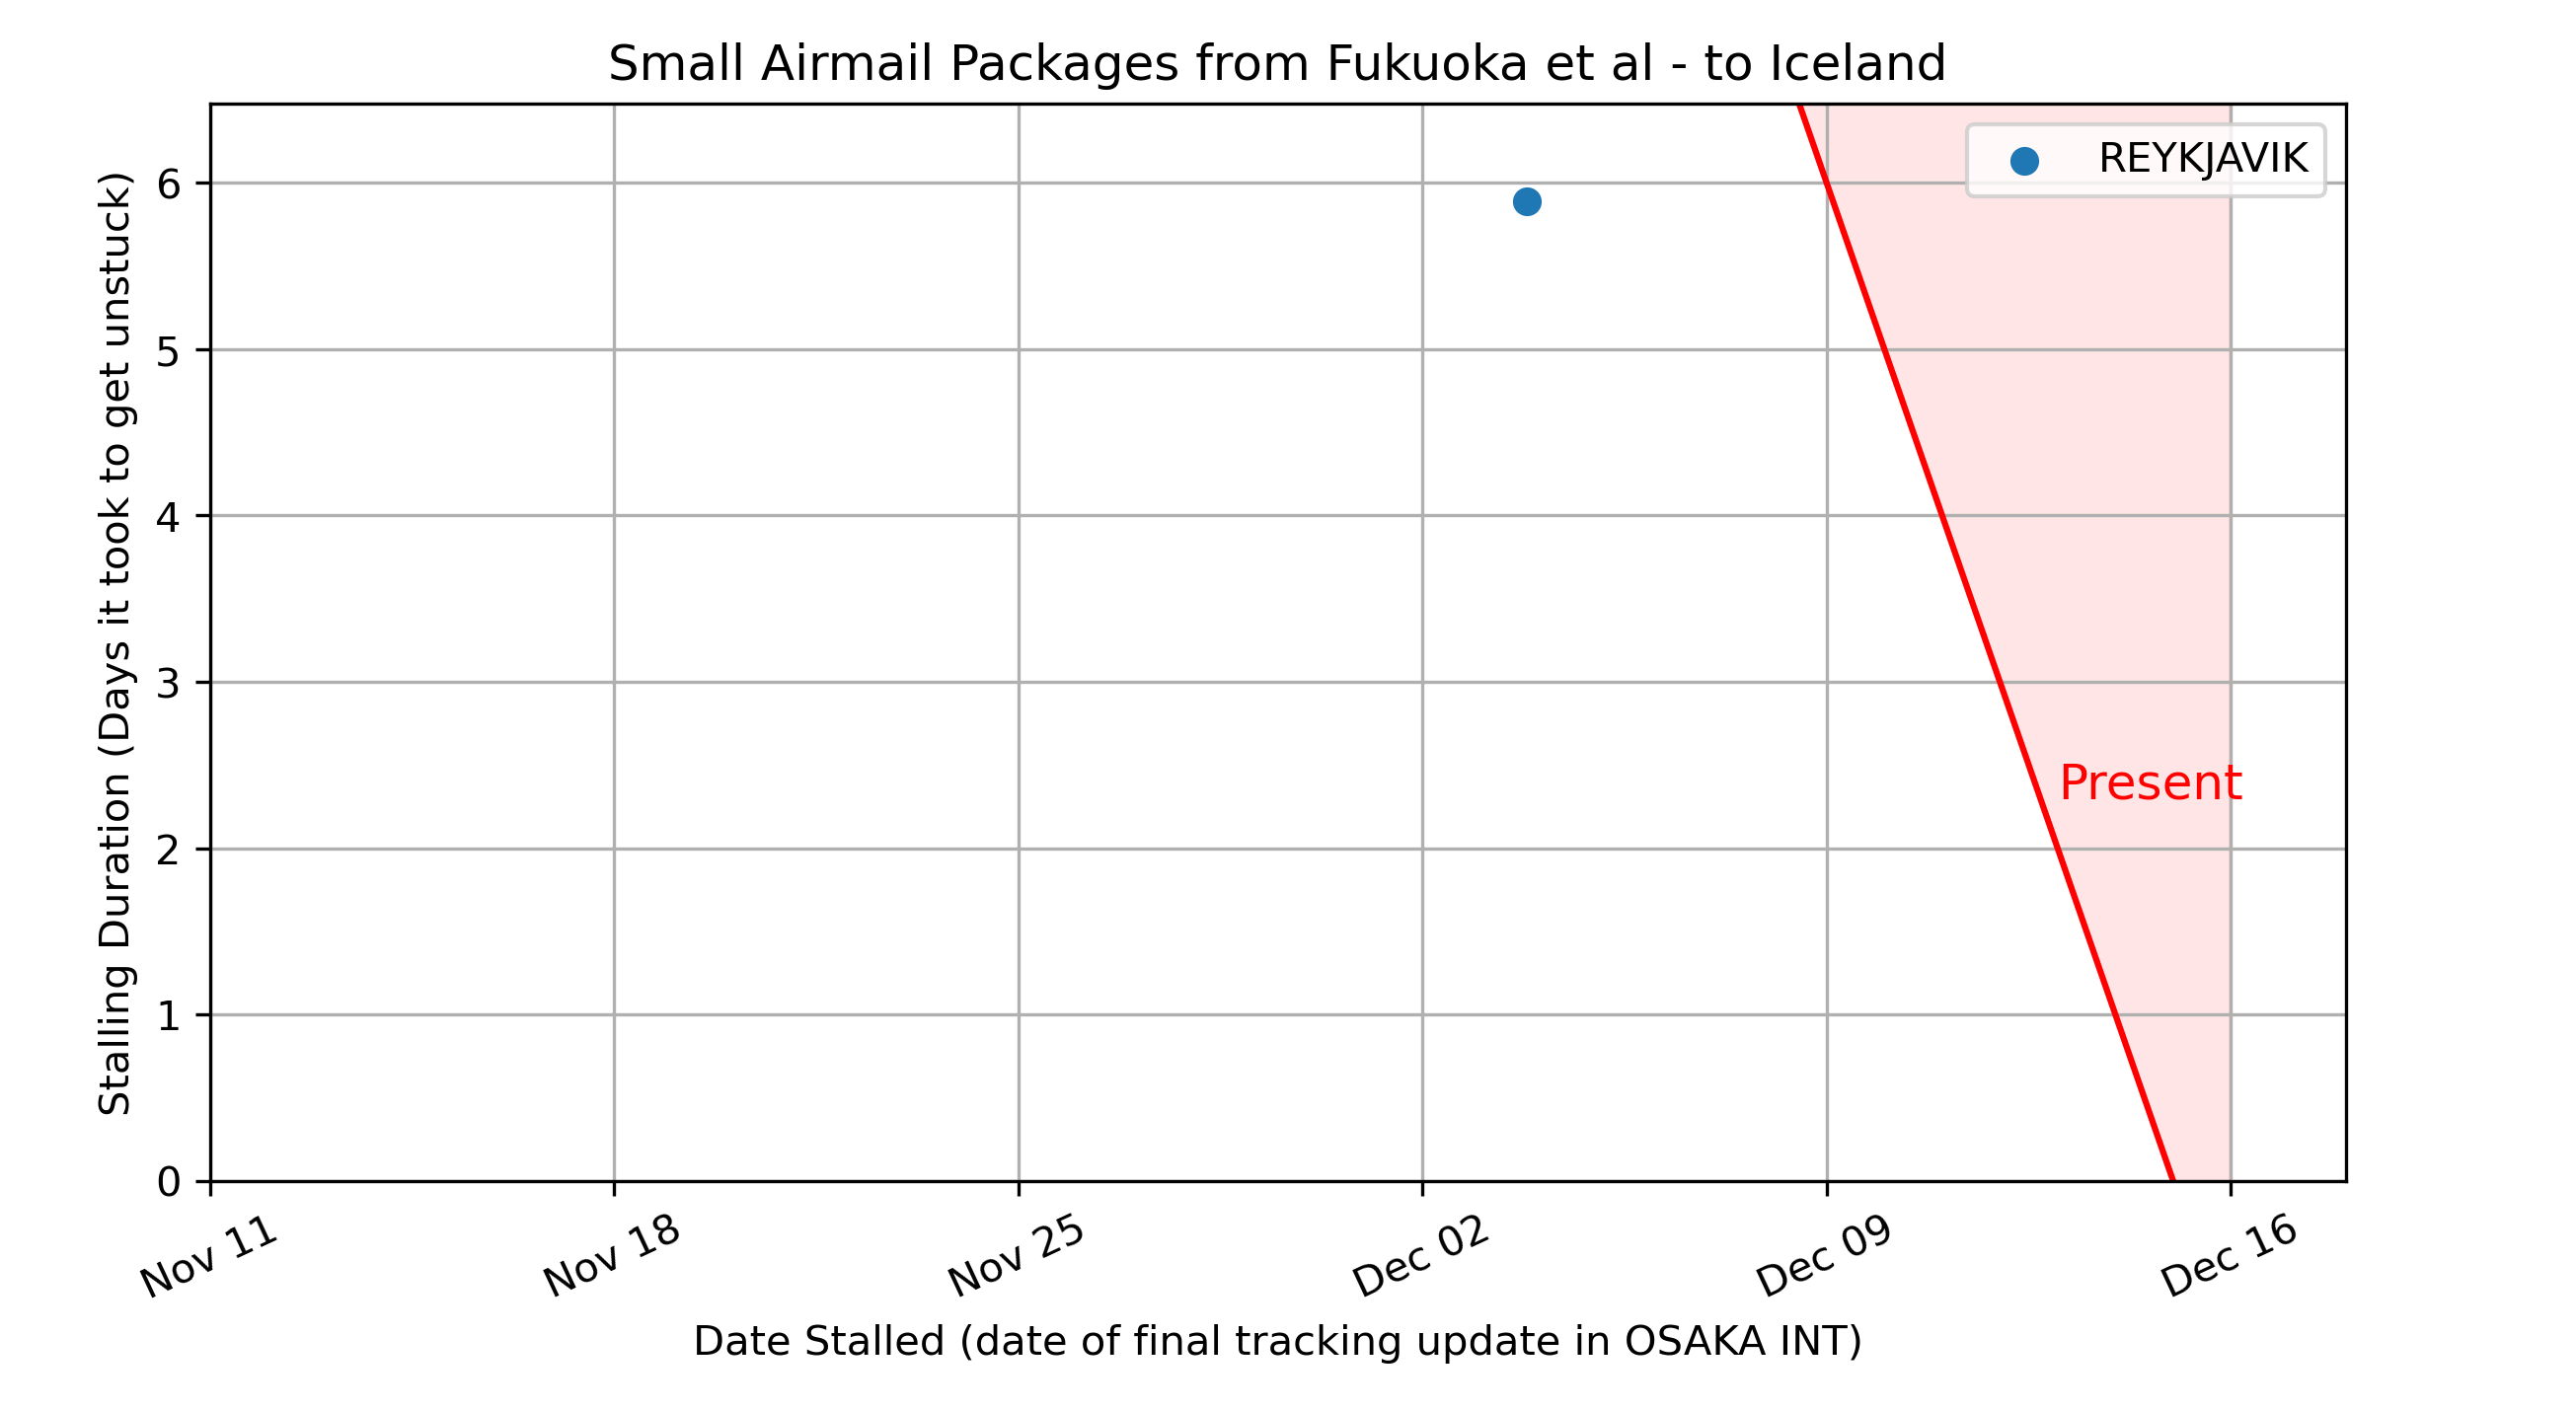 Small Airmail Packages from Fukuoka et al - to Iceland
REYKJAVIK
Stalling Duration (Days it took to get unstuck)
6
5
4
3
2
1
0
Present
Nov 11
Nov 18
Nov 25
Dec 02
Dec 09
Dec 16
Date Stalled (date of final tracking update in OSAKA INT)